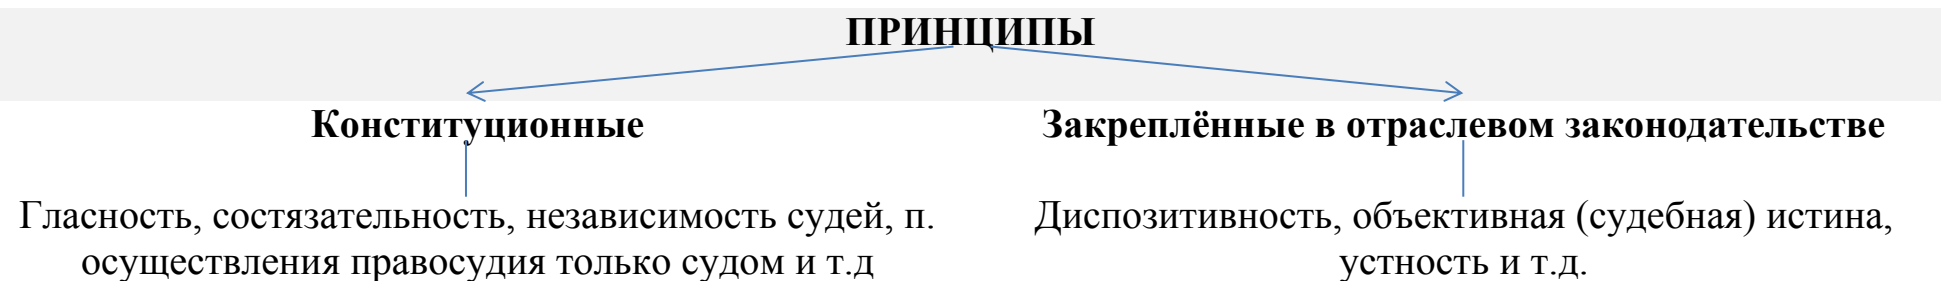 ПРИНЦИПЫ
Конституционные
Закреплённые в отраслевом законодательстве
Гласность, состязательность, независимость судей, п.
осуществления правосудия только судом и т.д
Диспозитивность, объективная (судебная) истина,
устность и т.д.